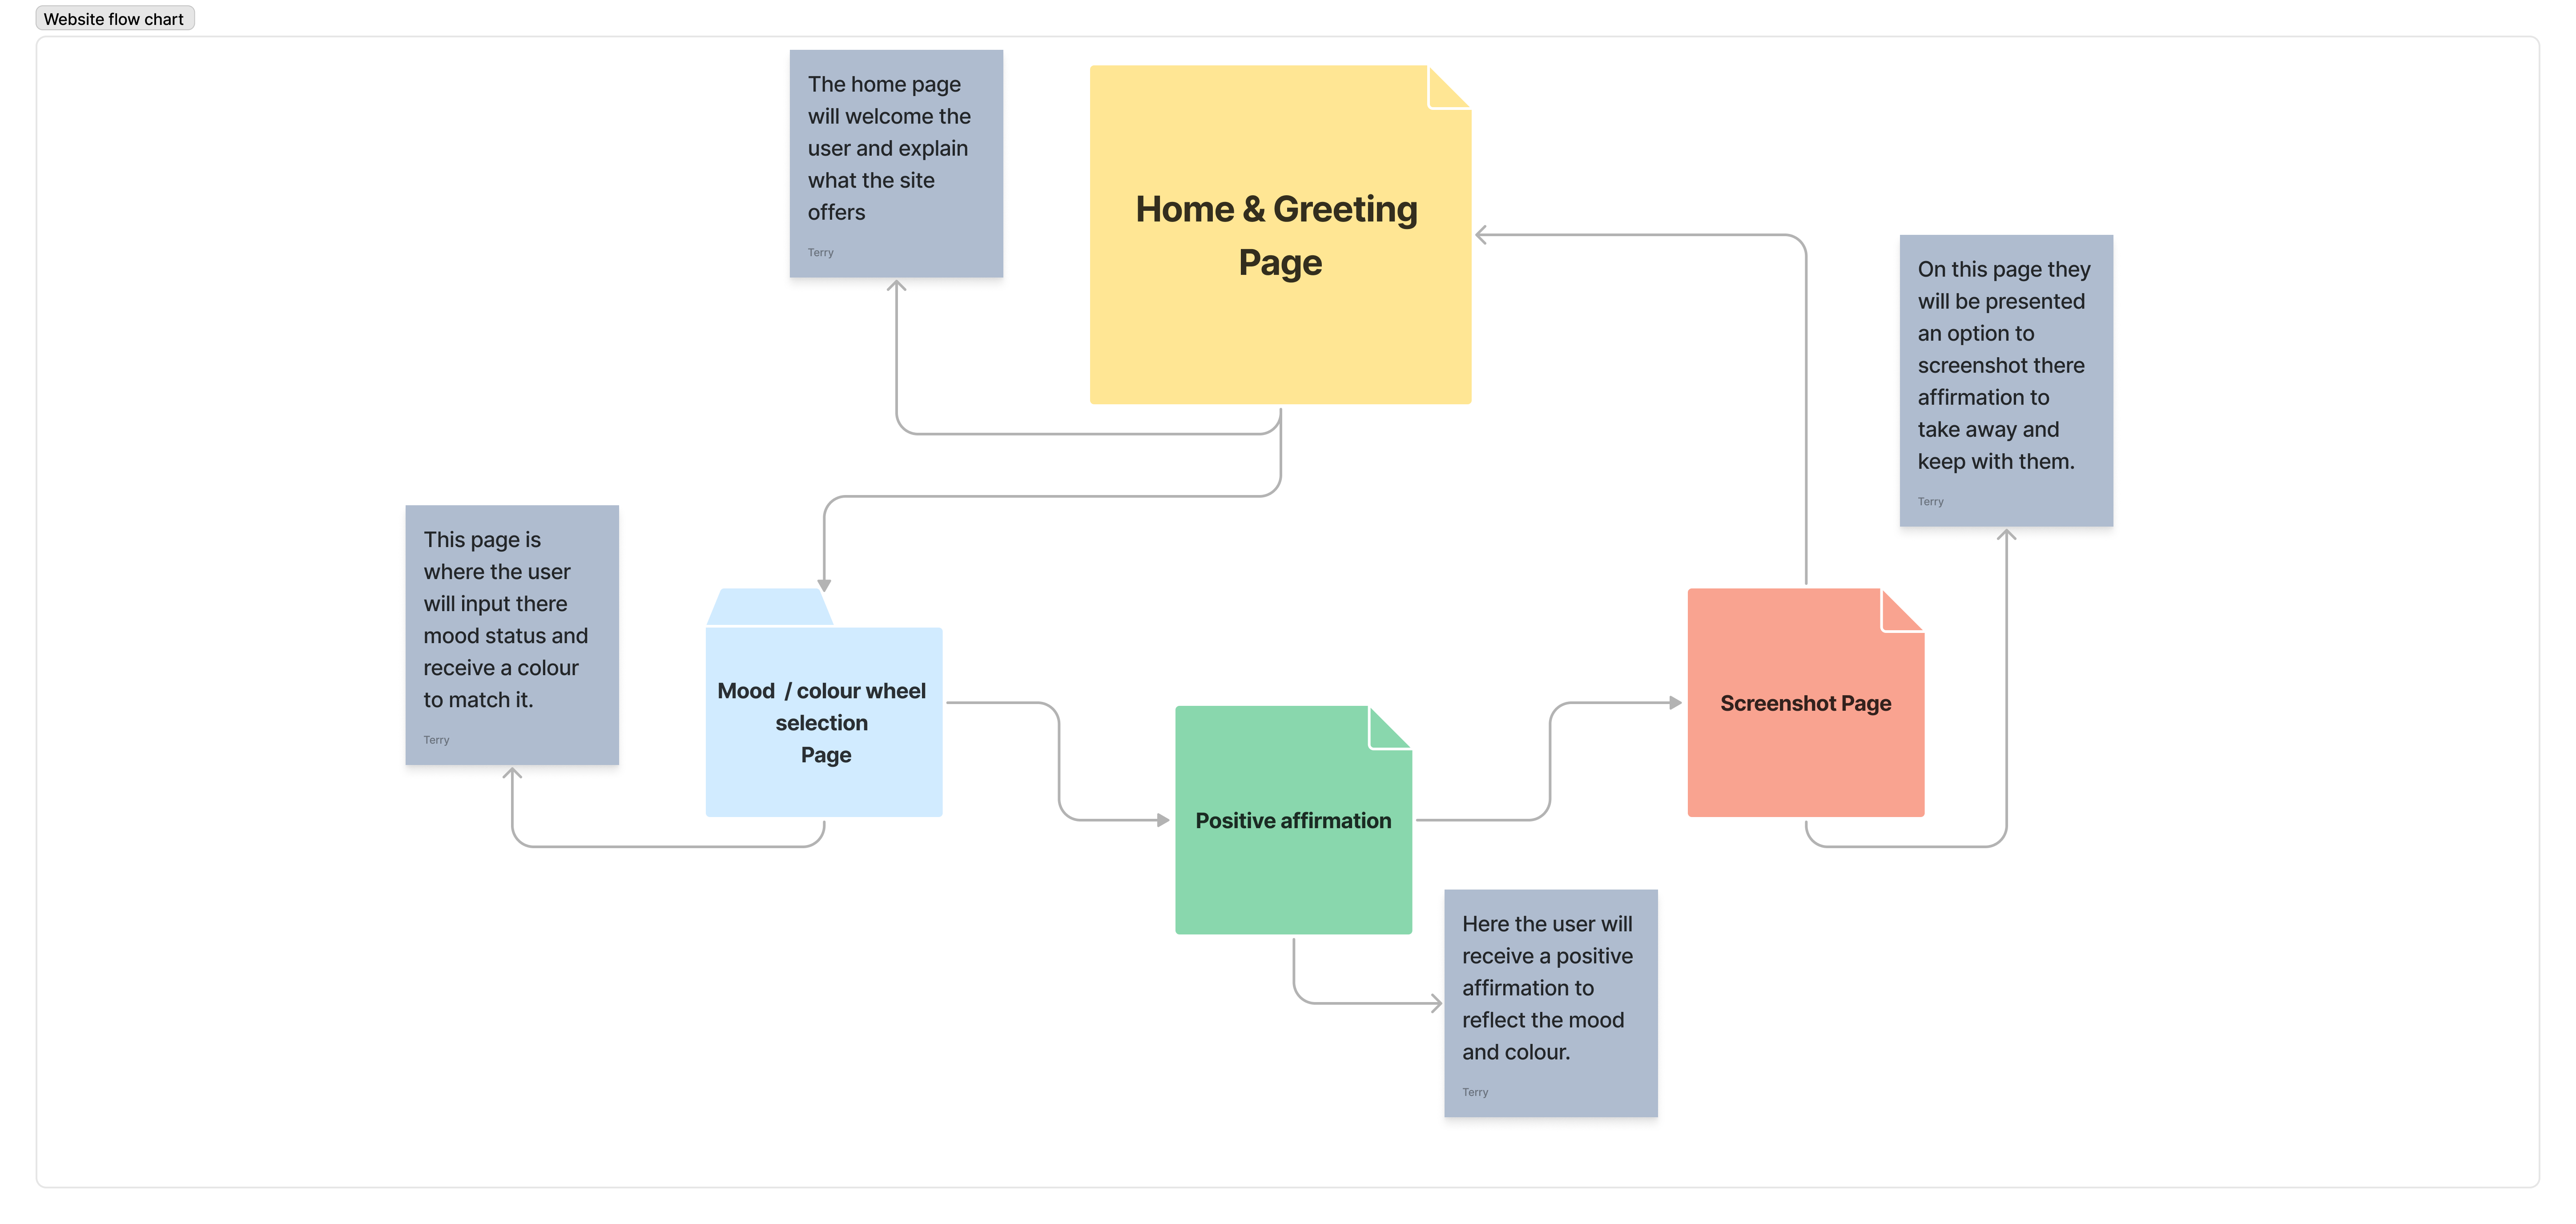 Website flow chart
The home page
will welcome the
user and explain
what the site
offers
Terry
Home & Greeting
Page
On this page they
will be presented
an option to
screenshot there
affirmation to
take away and
keep with them.
Terry
This page is
where the user
will input there
mood status and
receive a colour
to match it.
Terry
Mood / colour wheel
selection
Page
Positive affirmation
Screenshot Page
Here the user will
receive a positive
affirmation to
reflect the mood
and colour.
Terry